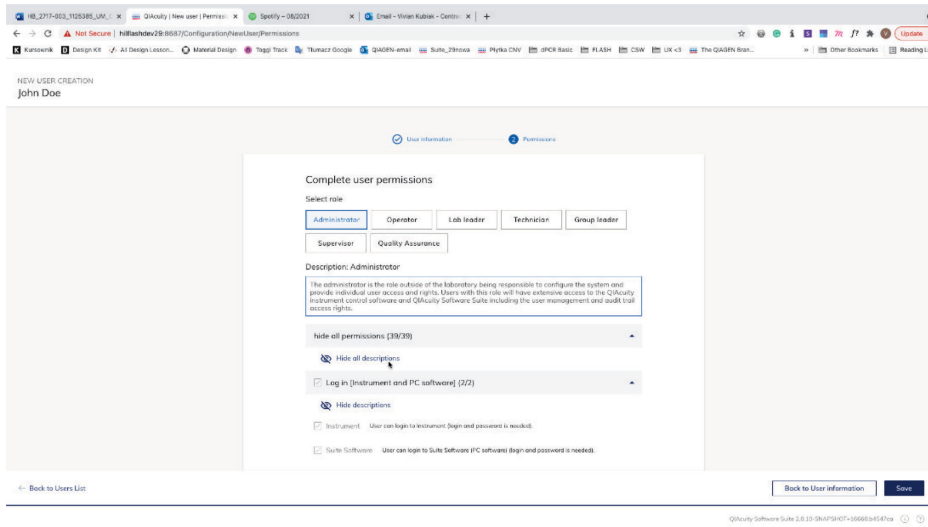 HB_2717-003_1126385_UM_
QIAcuity | New user | Permissi
Spotify – 08/2021
Email - Vivian Kubiak - Contro
Not Secure | hilflashdev29:8687/Configuration/NewUser/Permissions
Update
Kanbanik
Design Kit
All Design Lesson...
Material Design
Toggl Track
Tłumacz Google
QIAGEN-email
Suite_29nowa
Płytka CNV
dPCR Basic
FLASH
CSW
UX <3
The QIAGEN Bran...
»
Other Bookmarks
Reading L
NEW USER CREATION
John Doe
User information
2 Permissions
Complete user permissions
Select role
Administrator
Operator
Lab leader
Technician
Group leader
Supervisor
Quality Assurance
Description: Administrator
The administrator is the role outside of the laboratory being responsible to configure the system and
provide individual user access and rights. Users with this role will have extensive access to the QIAcuity
instrument control software and QIAcuity Software Suite including the user management and audit trail
access rights.
hide all permissions (39/39)
Hide all descriptions
Log in [Instrument and PC software] (2/2)
Hide descriptions
Instrument User can login to instrument (login and password is needed).
Suite Software User can login to Suite Software (PC software) (login and password is needed).
Back to Users List
Back to User information
Save
QIAcuity Software Suite 2.0.10-SNAPSHOT+